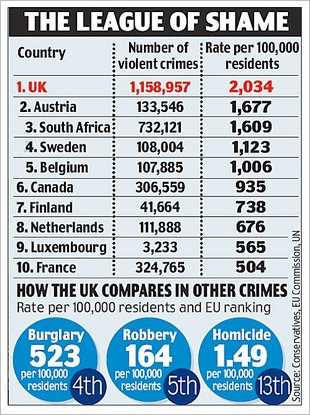 THE LEAGUE OF SHAME
Country Number of violent crimes Rate per 100,000 residents
1. UK 1,158,957 2,034
2. Austria 133,546 1,677
3. South Africa 732,121 1,609
4. Sweden 108,004 1,123
5. Belgium 107,885 1,006
6. Canada 306,559 935
7. Finland 41,664 738
8. Netherlands 111,888 676
9. Luxembourg 3,233 565
10. France 324,765 504
HOW THE UK COMPARES IN OTHER CRIMES
Rate per 100,000 residents and EU ranking
Burglary
523
per 100,000
residents
4th
Robbery
164
per 100,000
residents
5th
Homicide
1.49
per 100,000
residents
13th
Source: Conservatives, EU Commission, UN